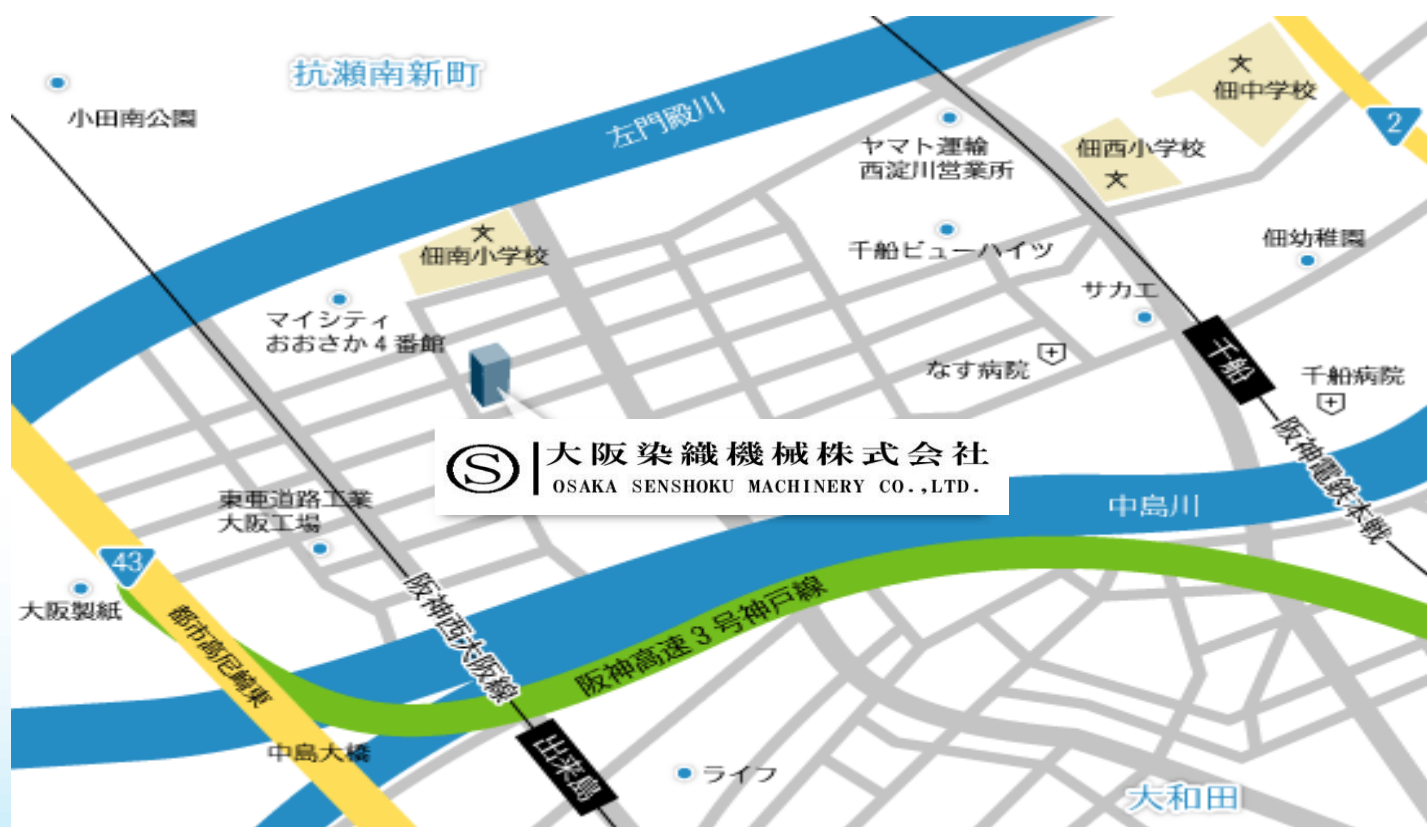 抗瀬南新町
小田南公園
左門殿川
佃中学校
2
ヤマト運輸
西淀川営業所
佃西小学校
佃南小学校
千船ビューハイツ
佃幼稚園
サカエ
マイシティ
おおさか4番館
なす病院
千船
千船病院
S
大阪染織機械株式会社
OSAKA SENSHOKU MACHINERY CO.,LTD.
阪神電鉄本戦
中島川
東亜道路工業
大阪工場
43
大阪製紙
都市高尼崎東
阪神西大阪線
阪神高速3号神戸線
中島大橋
出来島
ライフ
大和田